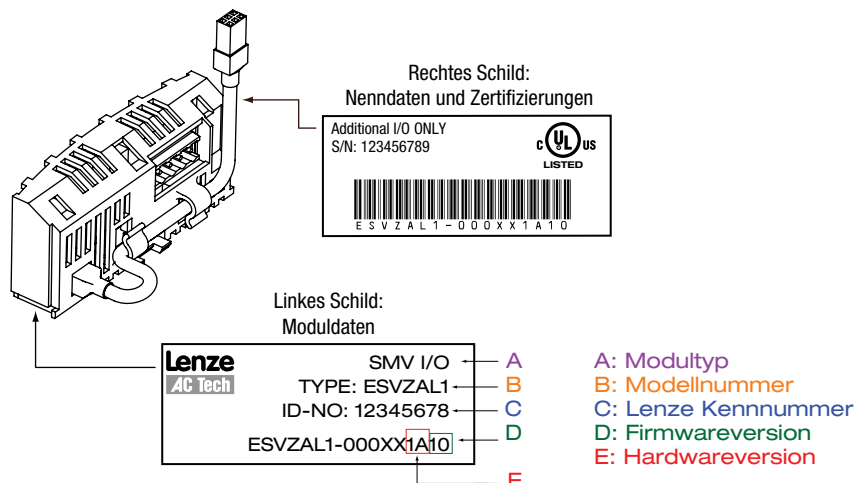 Rechtes Schild:
Nenndaten und Zertifizierungen
Additional I/O ONLY
S/N: 123456789
C UL US
LISTED
ESVZAL1-000XX1A10
Linkes Schild:
Moduldaten
Lenze
AC Tech
SMV I/O
TYPE: ESVZAL1
ID-NO: 12345678
ESVZAL1-000XX1A10
A
B
C
D
E
A: Modultyp
B: Modellnummer
C: Lenze Kennnummer
D: Firmwareversion
E: Hardwareversion